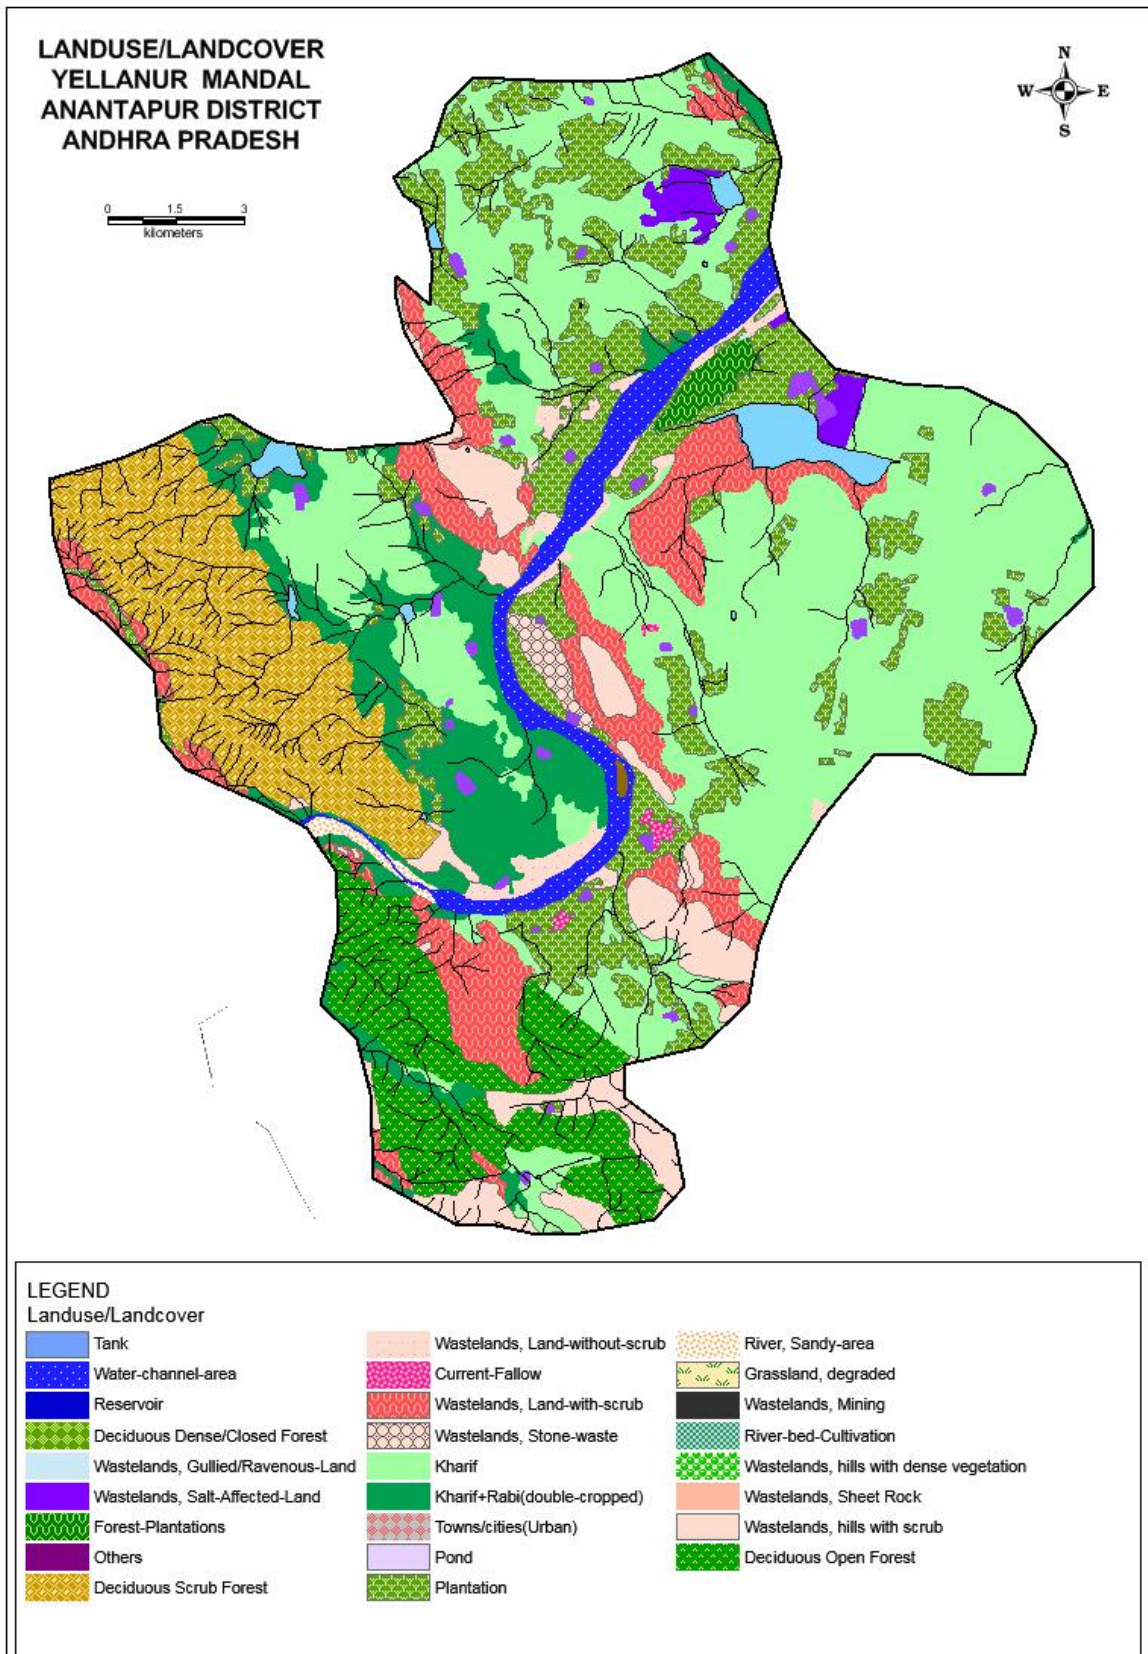 LANDUSE/LANDCOVER
YELLANUR MANDAL
ANANTAPUR DISTRICT
ANDHRA PRADESH
N
W E
S
0 1.5 3
kilometers
LEGEND
Landuse/Landcover
Tank
Water-channel-area
Reservoir
Deciduous Dense/Closed Forest
Wastelands, Gullied/Ravenous-Land
Wastelands, Salt-Affected-Land
Forest-Plantations
Others
Deciduous Scrub Forest
Wastelands, Land-without-scrub
Current-Fallow
Wastelands, Land-with-scrub
Wastelands, Stone-waste
Kharif
Kharif+Rabi(double-cropped)
Towns/cities(Urban)
Pond
Plantation
River, Sandy-area
Grassland, degraded
Wastelands, Mining
River-bed-Cultivation
Wastelands, hills with dense vegetation
Wastelands, Sheet Rock
Wastelands, hills with scrub
Deciduous Open Forest